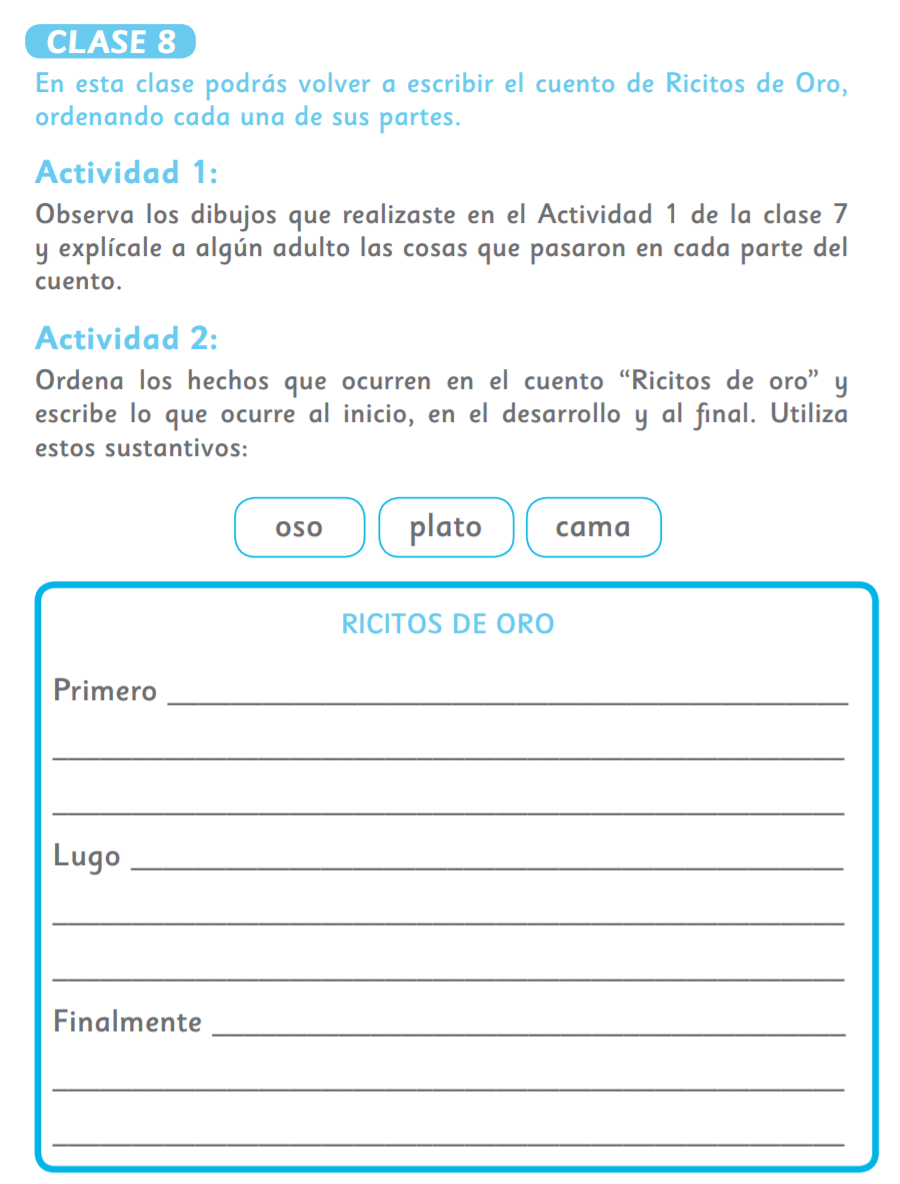 CLASE 8
En esta clase podrás volver a escribir el cuento de Ricitos de Oro,
ordenando cada una de sus partes.
Actividad 1:
Observa los dibujos que realizaste en el Actividad 1 de la clase 7
y explícale a algún adulto las cosas que pasaron en cada parte del
cuento.
Actividad 2:
Ordena los hechos que ocurren en el cuento “Ricitos de oro” y
escribe lo que ocurre al inicio, en el desarrollo y al final. Utiliza
estos sustantivos:
oso plato cama
RICITOS DE ORO
Primero
Lugo
Finalmente